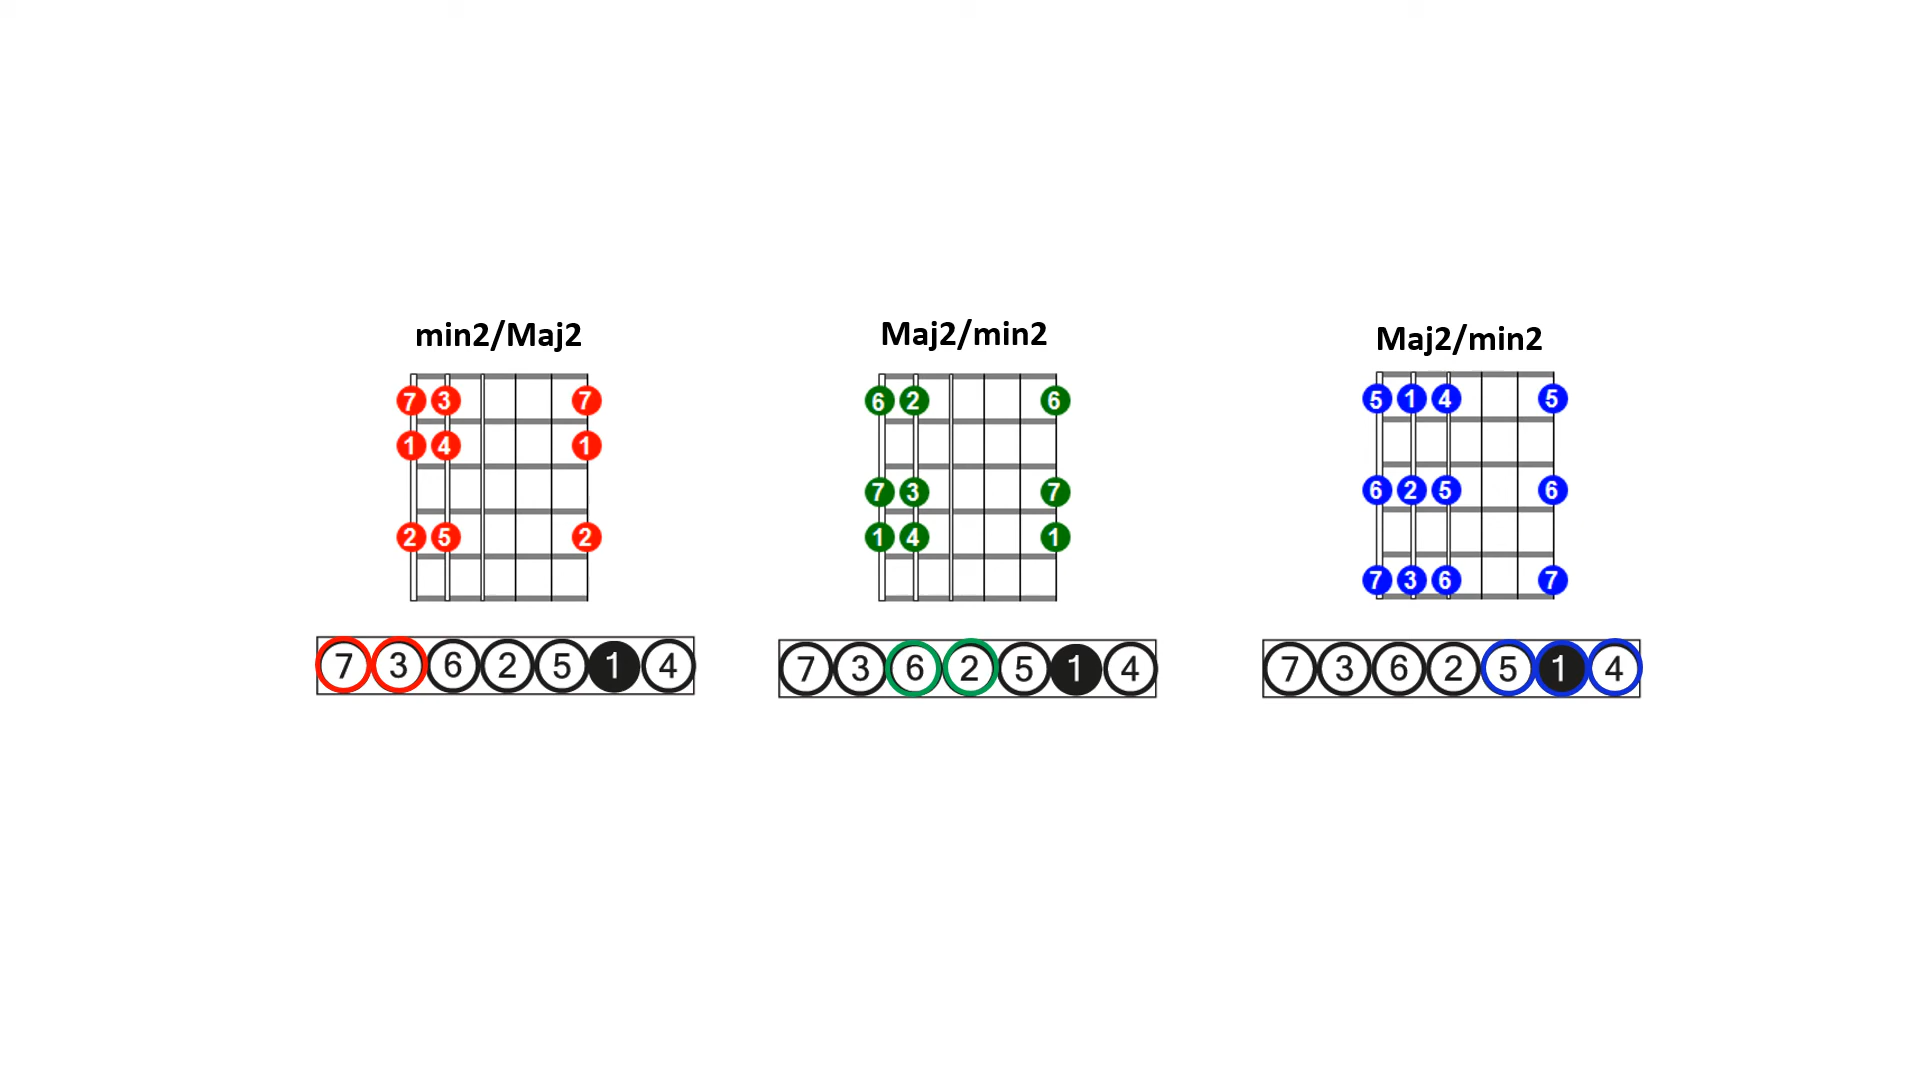 min2/Maj2
7 3 7
1 4 1
2 5 2
7 3 6 2 5 1 4
Maj2/min2
6 2 6
7 3 7
1 4 1
7 3 6 2 5 1 4
Maj2/min2
5 1 4 5
6 2 5 6
7 3 6 7
7 3 6 2 5 1 4